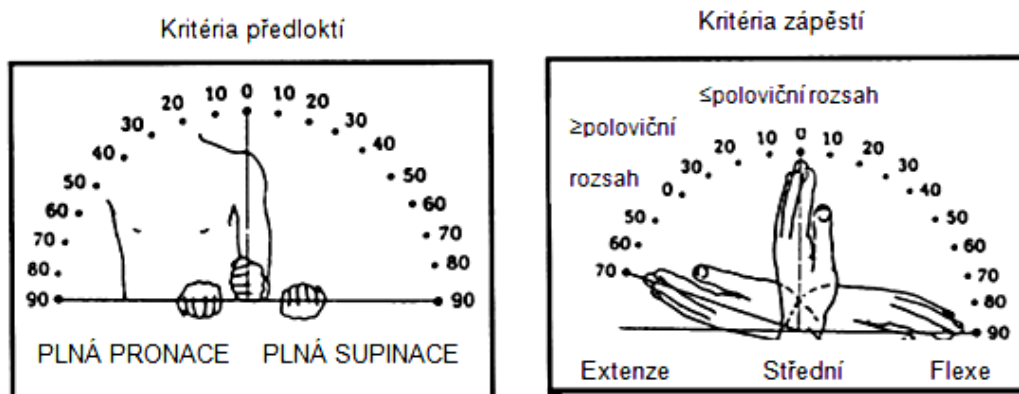 Kritéria předloktí
0
10 10
20 20
30 30
40 40
50 50
60 60
70 70
80 80
90 90
PLNÁ PRONACE PLNÁ SUPINACE
Kritéria zápěstí
≤poloviční rozsah
≥poloviční
rozsah
0
10 10
20 20
30 30
0 40
50 50
60 60
70 70
80
90
Extenze Střední Flexe